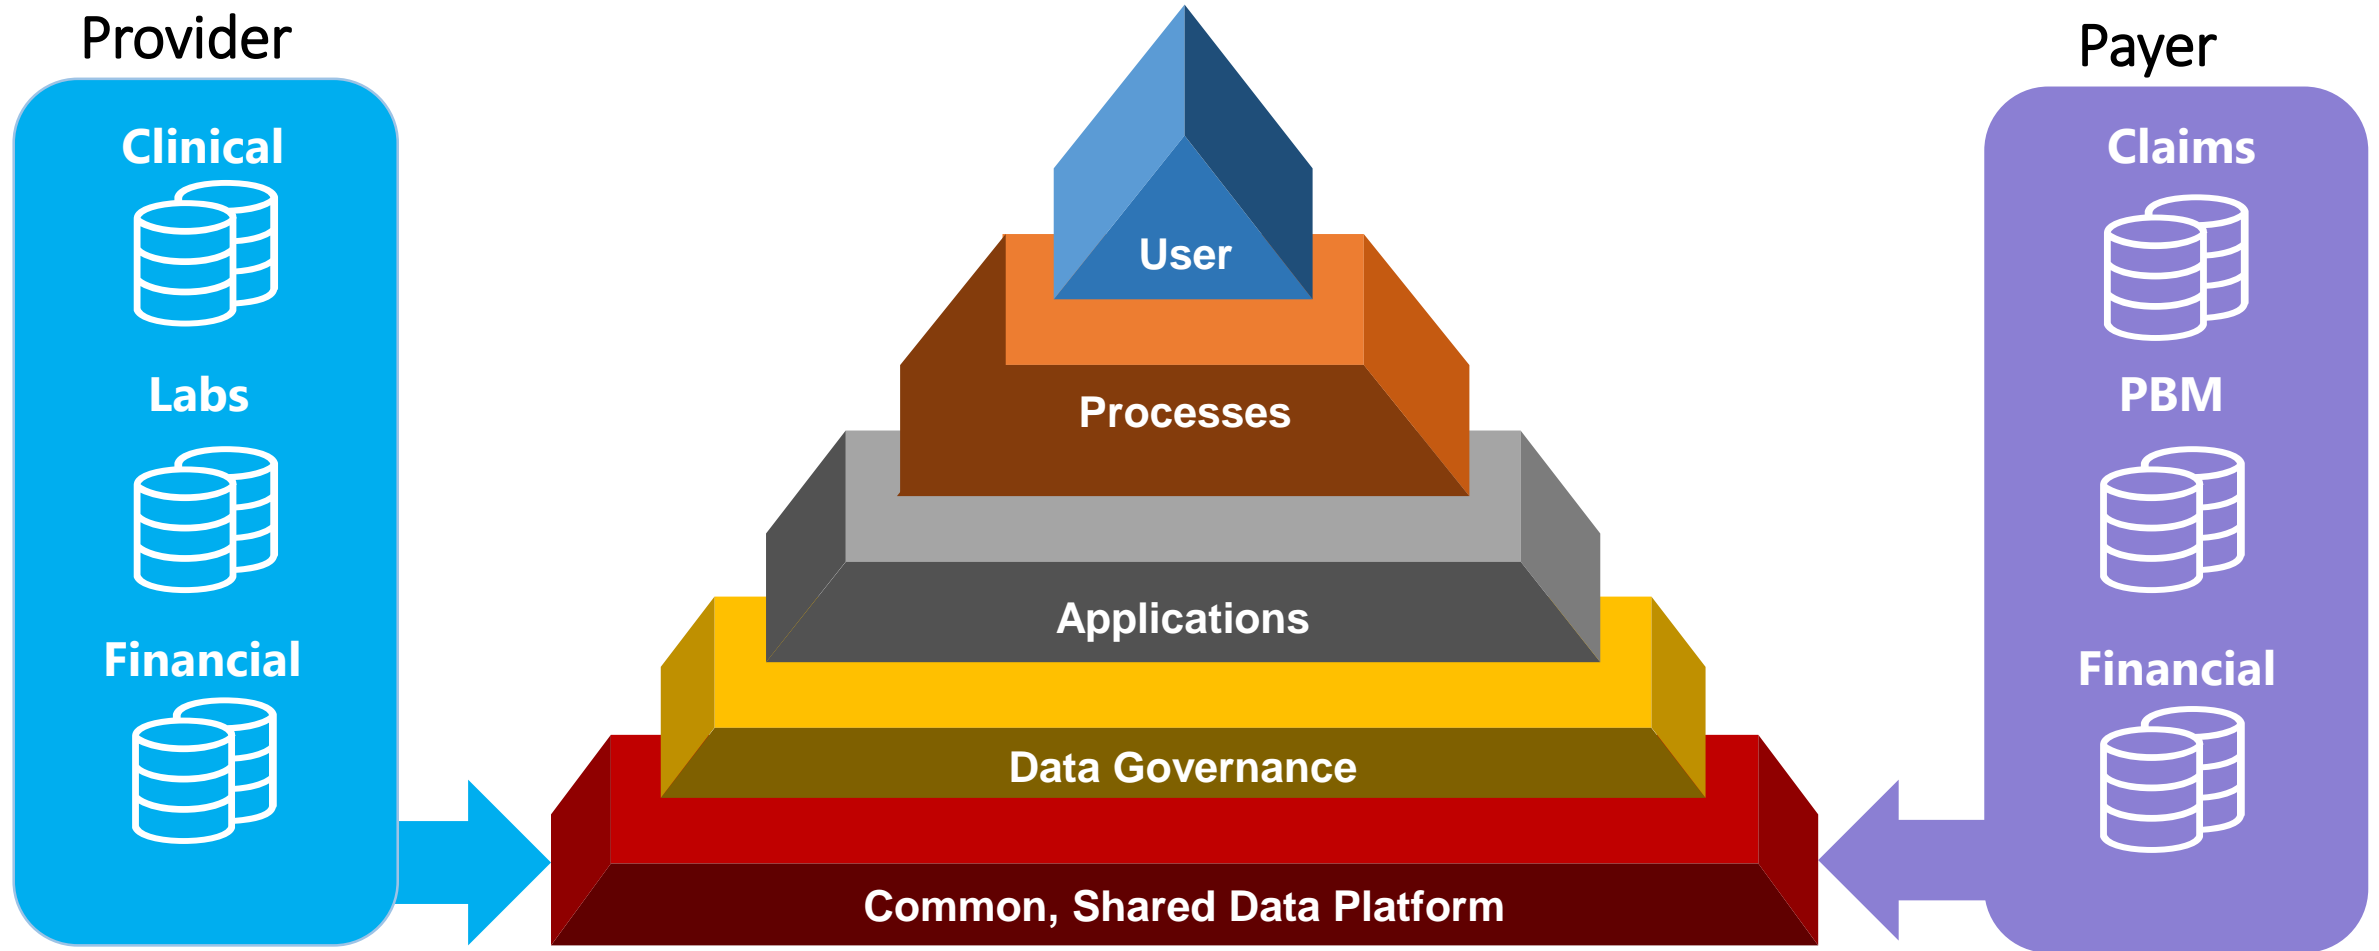 Provider
Clinical
Labs
Financial
User
Processes
Applications
Data Governance
Common, Shared Data Platform
Payer
Claims
PBM
Financial